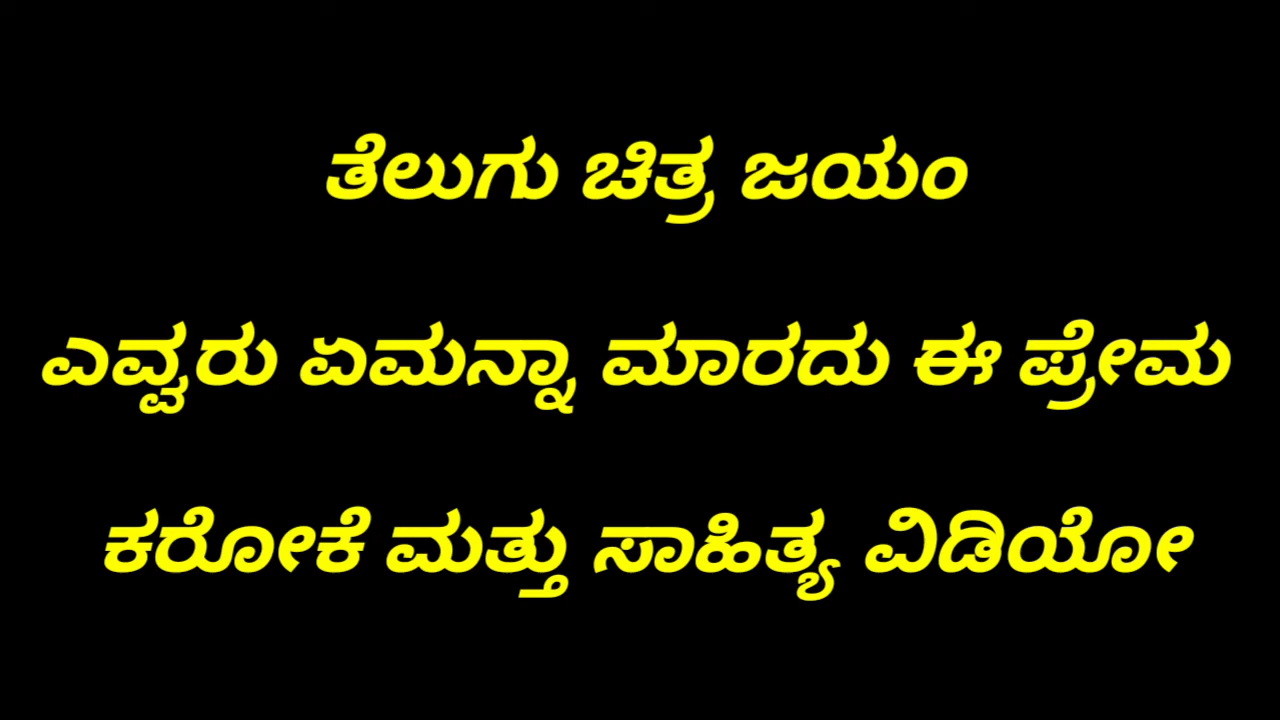 ತೆಲುಗು ಚಿತ್ರ ಜಯಂ
ಎವ್ವರು ಏಮನ್ನಾ ಮಾರದು ಈ ಪ್ರೇಮ
ಕರೋಕೆ ಮತ್ತು ಸಾಹಿತ್ಯ ವಿಡಿಯೋ